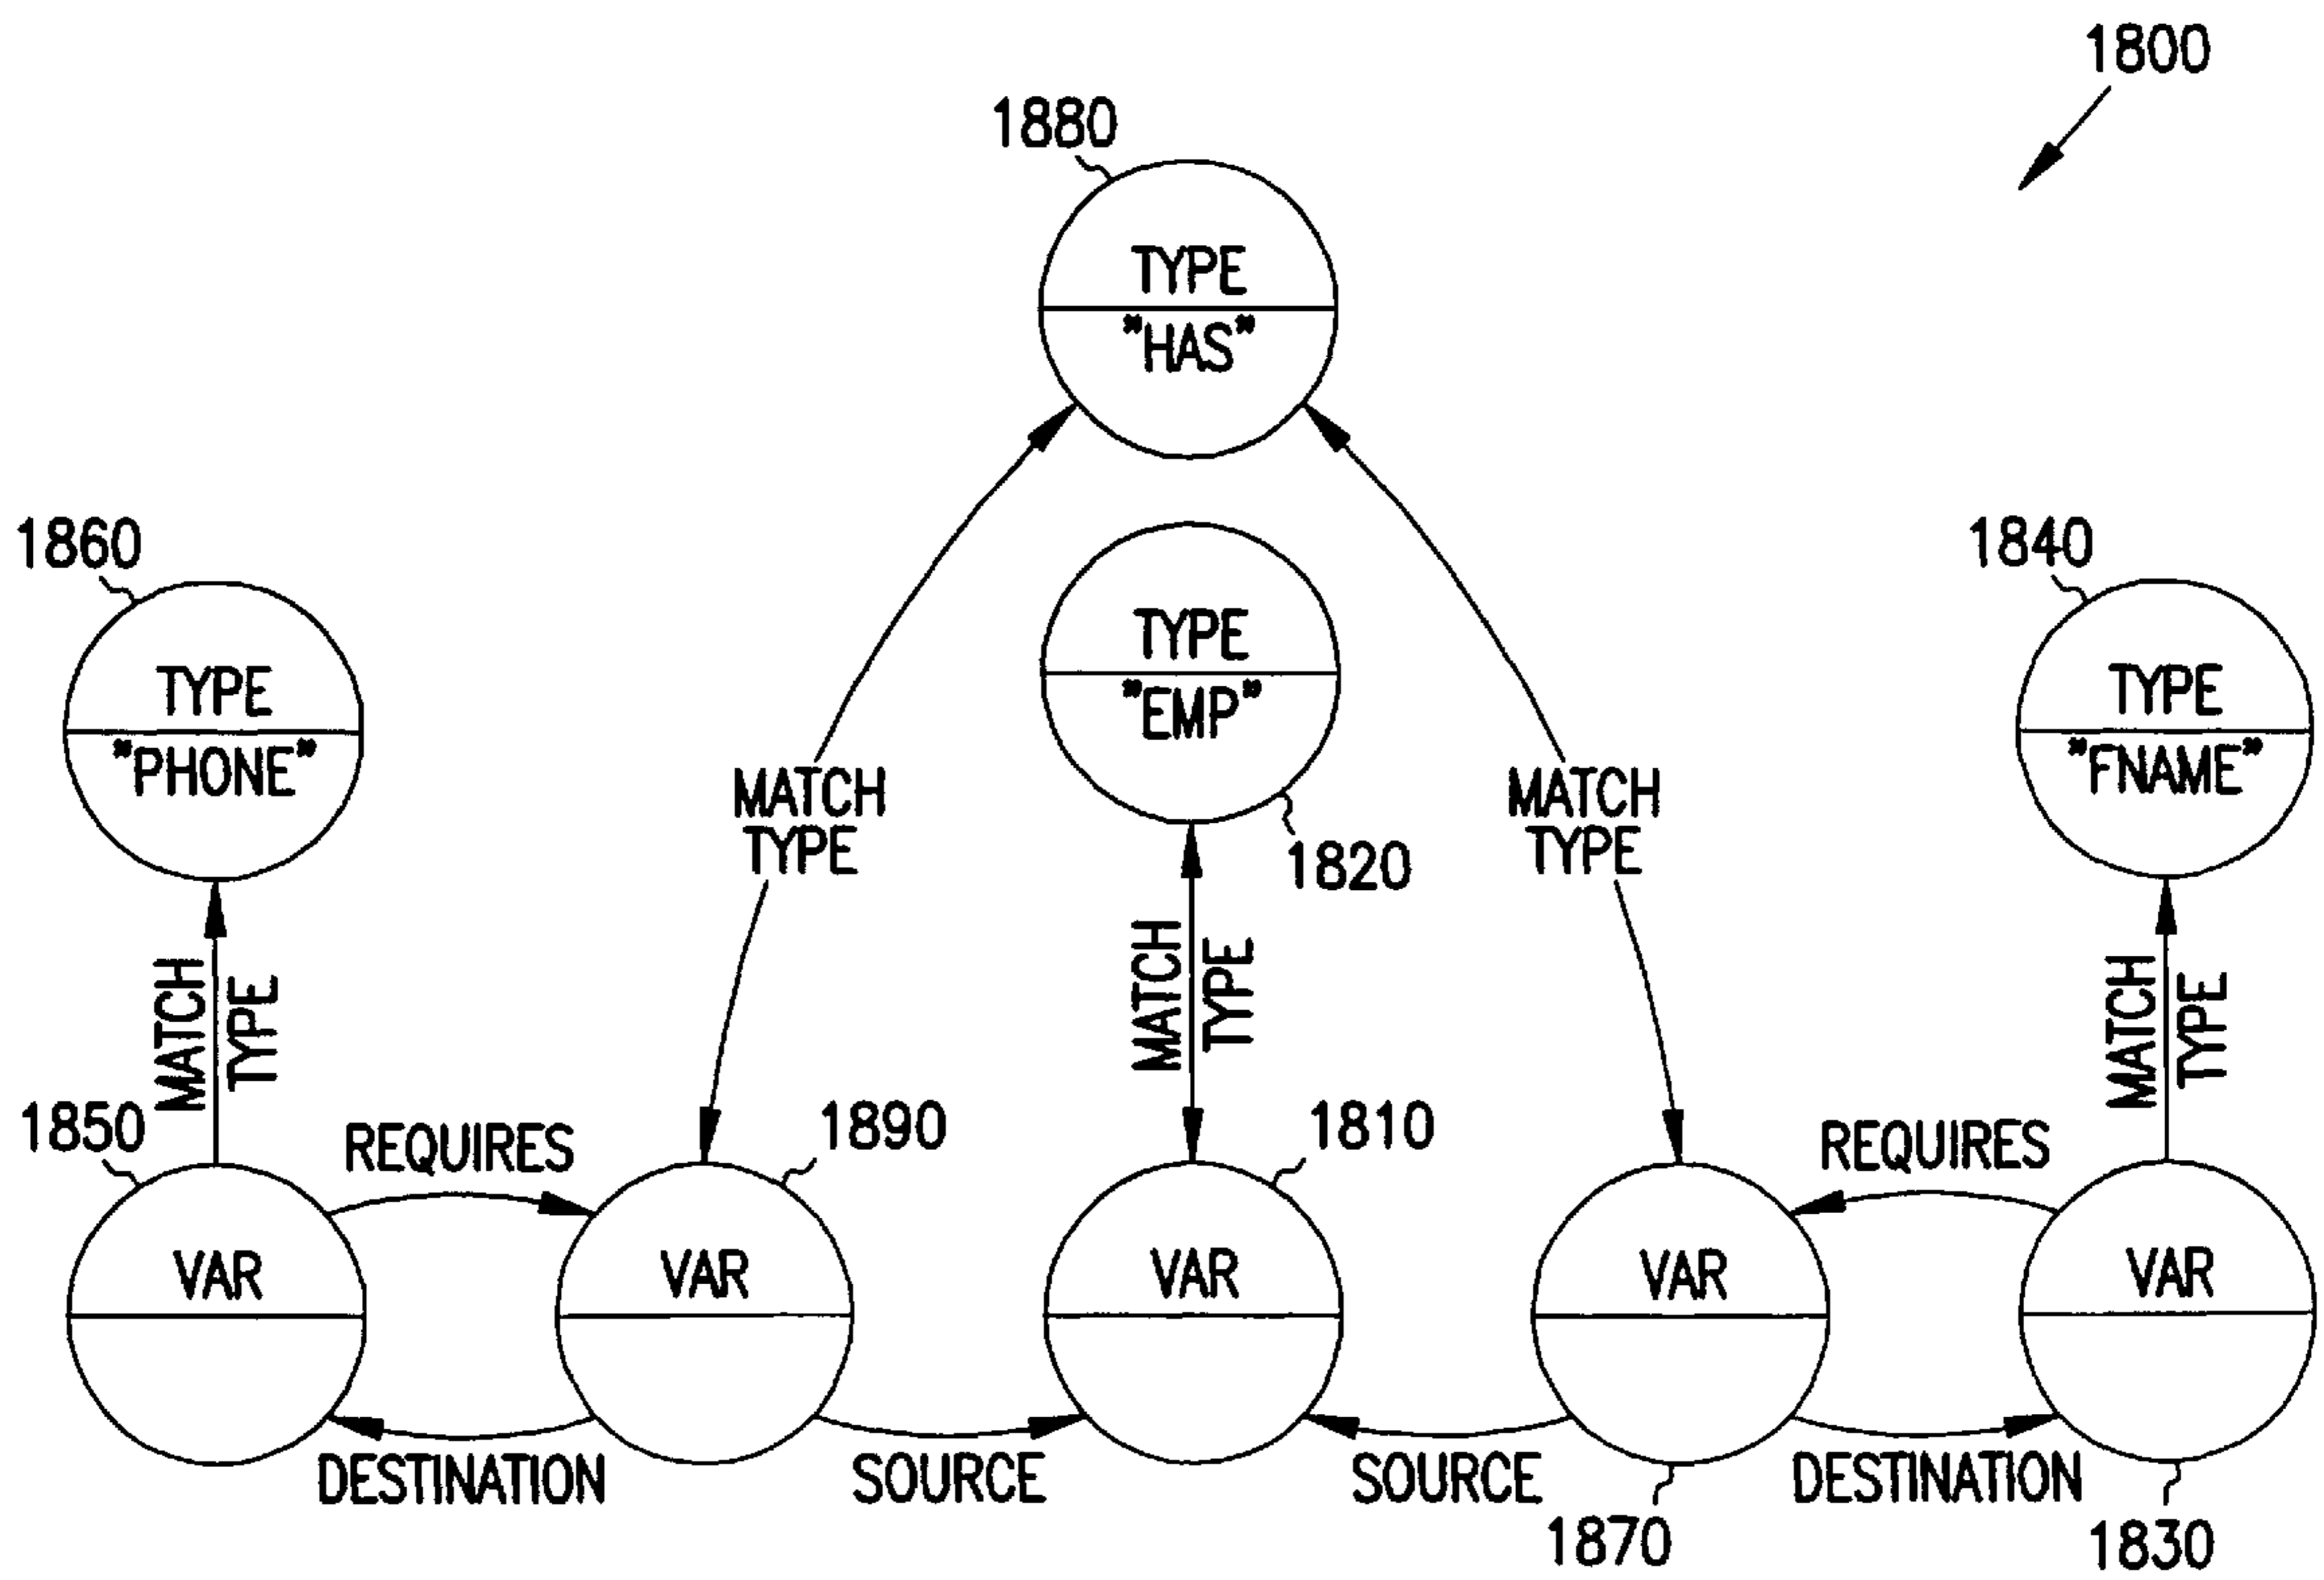 1800
1880
TYPE
"HAS"
1860
TYPE
"PHONE"
TYPE
"EMP"
1820
1840
TYPE
"FNAME"
MATCH
TYPE
MATCH
TYPE
MATCH
TYPE
MATCH
TYPE
MATCH
TYPE
1850
REQUIRES
1890
1810
REQUIRES
VAR
VAR
VAR
VAR
VAR
DESTINATION
SOURCE
SOURCE
DESTINATION
1870
1830